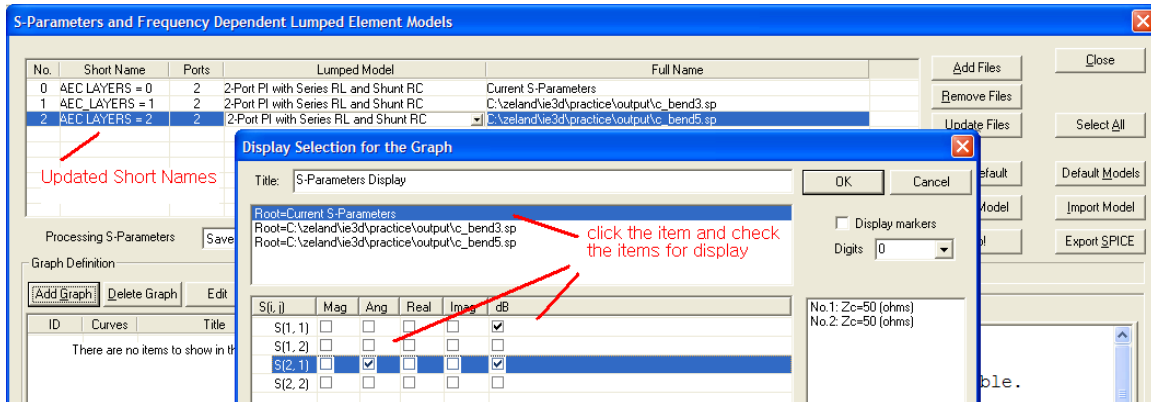 S-Parameters and Frequency Dependent Lumped Element Models
No. Short Name Ports Lumped Model Full Name
0 AEC LAYERS = 0 2 2-Port PI with Series RL and Shunt RC Current S-Parameters
1 AEC_LAYERS = 1 2 2-Port PI with Series RL and Shunt RC C:\zeland\ie3d\practice\output\c_bend3.sp
2 AEC LAYERS = 2 2 2-Port PI with Series RL and Shunt RC C:\zeland\ie3d\practice\output\c_bend5.sp
Add Files
Close
Remove Files
Update Files
Select All
Updated Short Names
Display Selection for the Graph
Title: S-Parameters Display
OK
Cancel
efault
Default Models
Root=Current S-Parameters
Root=C:\zeland\ie3d\practice\output\c_bend3.sp
Root=C:\zeland\ie3d\practice\output\c_bend5.sp
click the item and check
the items for display
Display markers
Digits 0
Model
Import Model
Processing S-Parameters Save
Export SPICE
Graph Definition
Add Graph Delete Graph Edit
ID Curves Title
There are no items to show in th
S(i, j) Mag Ang Real Imag dB
S(1, 1)
S(1, 2)
S(2, 1)
S(2, 2)
No.1: Zc=50 (ohms)
No.2: Zc=50 (ohms)
ble.